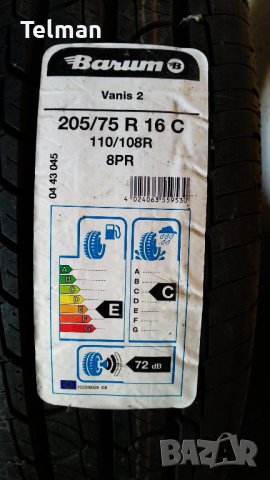 Telman
Barum B
Vanis 2
205/75 R 16 C
110/108R
8PR
04 43 045
4 024063 559530
A
B
C
D
E
F
G
E
A
B
C
D
E
F
G
C
72 dB
BAZAR